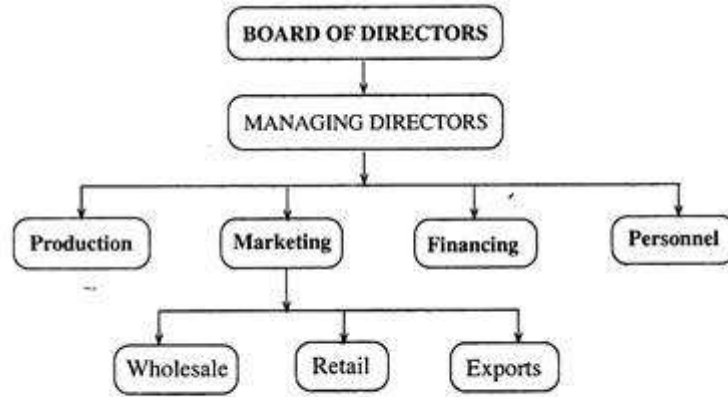 BOARD OF DIRECTORS
MANAGING DIRECTORS
Production
Marketing
Financing
Personnel
Wholesale
Retail
Exports